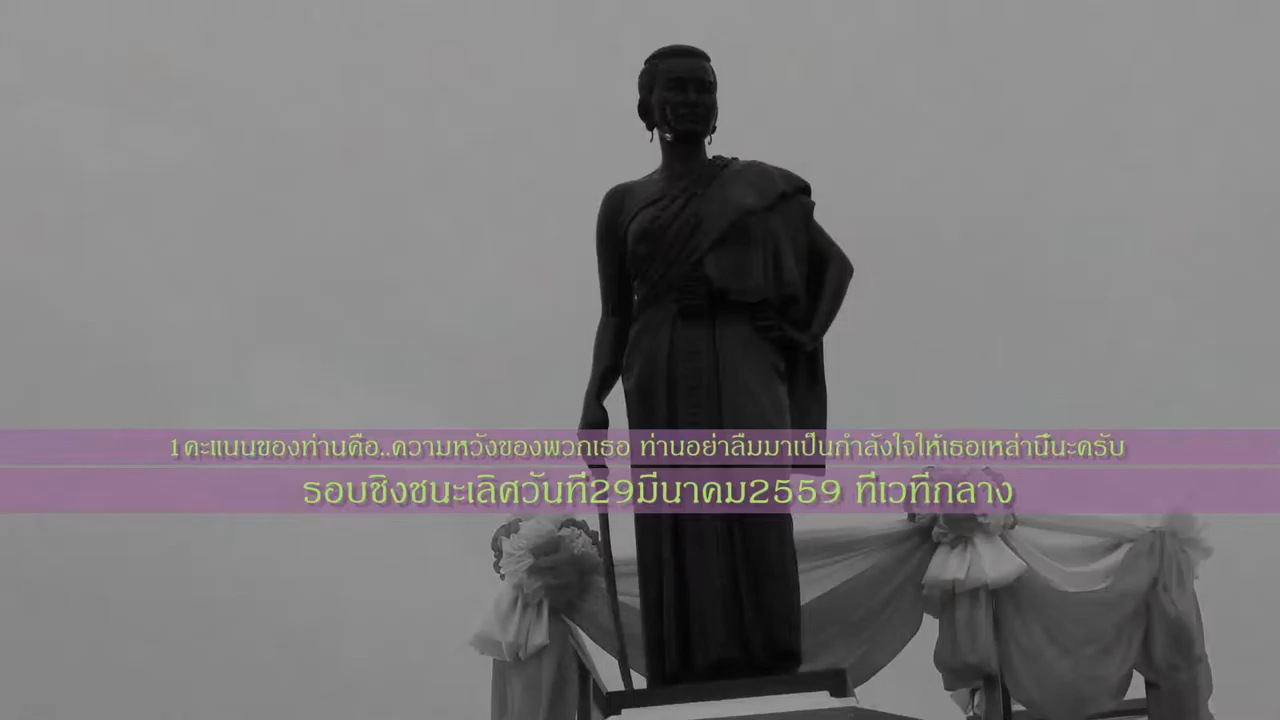 1คะแนนของท่านคือ..ความหวังของพวกเธอ ท่านอย่าลืมมาเป็นกำลังใจให้เธอเหล่านี้นะครับ
รอบชิงชนะเลิศวันที่29มีนาคม2559 ที่เวทีกลาง